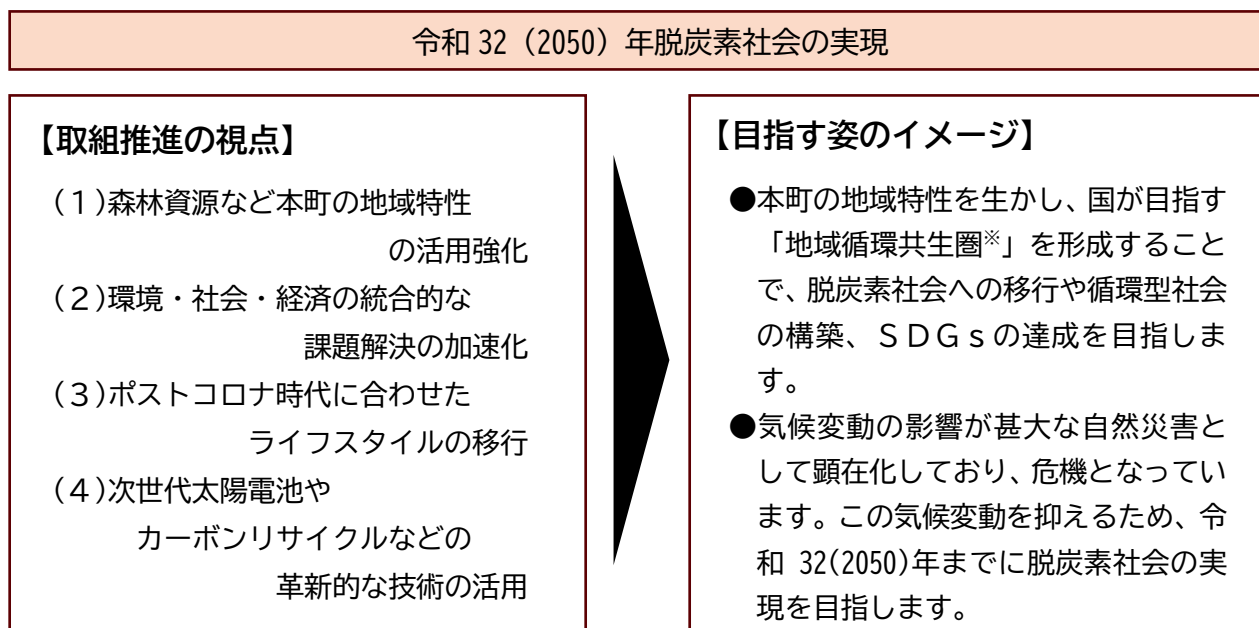 令和 32（2050）年脱炭素社会の実現
【取組推進の視点】
（１）森林資源など本町の地域特性
の活用強化
（２）環境・社会・経済の統合的な
課題解決の加速化
（３）ポストコロナ時代に合わせた
ライフスタイルの移行
（４）次世代太陽電池や
カーボンリサイクルなどの
革新的な技術の活用
【目指す姿のイメージ】
●本町の地域特性を生かし、国が目指す
「地域循環共生圏※」を形成すること
で、脱炭素社会への移行や循環型社会
の構築、ＳＤＧｓの達成を目指しま
す。
●気候変動の影響が甚大な自然災害と
して顕在化しており、危機となってい
ます。この気候変動を抑えるため、令
和 32(2050)年までに脱炭素社会の実
現を目指します。